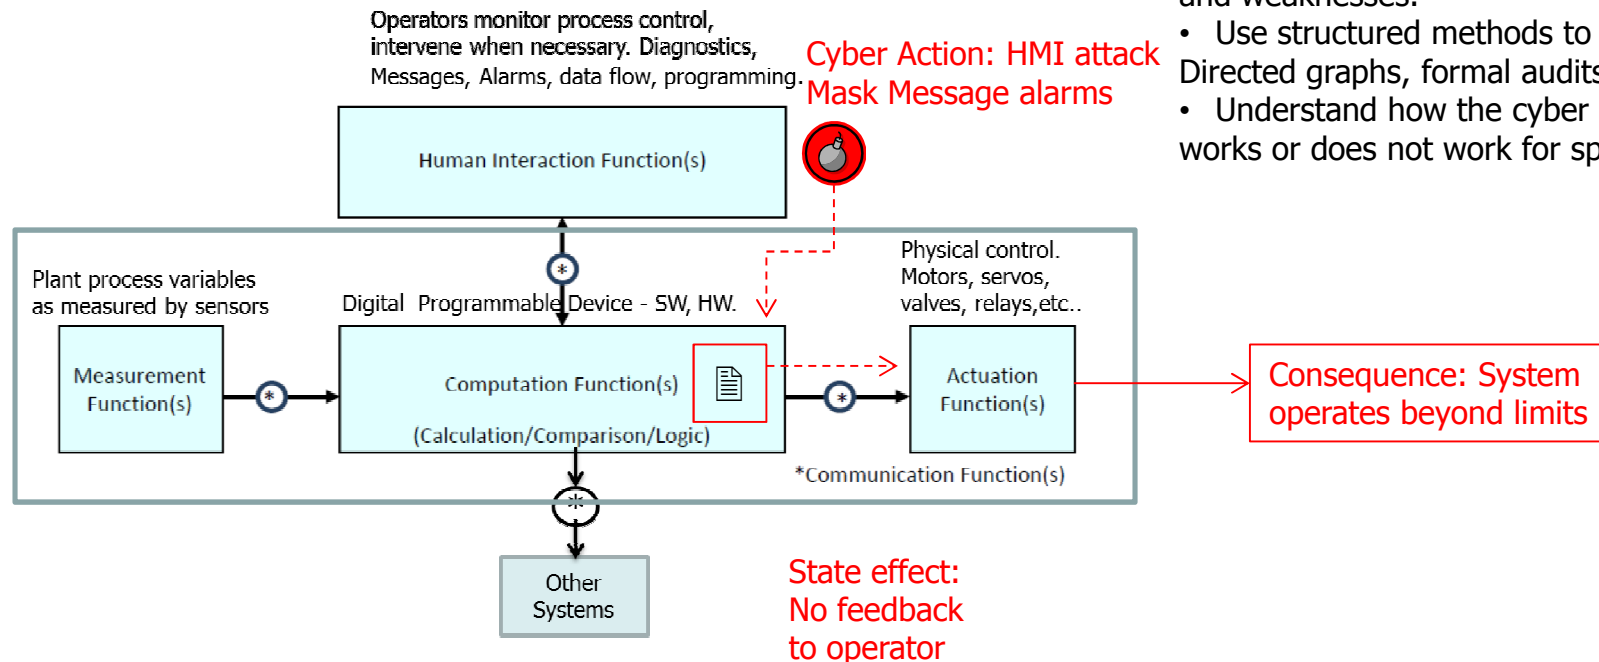 Operators monitor process control,
intervene when necessary. Diagnostics,
Messages, Alarms, data flow, programming.
Cyber Action: HMI attack
Mask Message alarms
and weaknesses.
• Use structured methods to
Directed graphs, formal audits
• Understand how the cyber
works or does not work for sp
Human Interaction Function(s)
*
Plant process variables
as measured by sensors
Digital Programmable Device - SW, HW.
Physical control.
Motors, servos,
valves, relays,etc..
Measurement
Function(s)
*
Computation Function(s)
(Calculation/Comparison/Logic)
*
Actuation
Function(s)
Consequence: System
operates beyond limits
*Communication Function(s)
*
Other
Systems
State effect:
No feedback
to operator